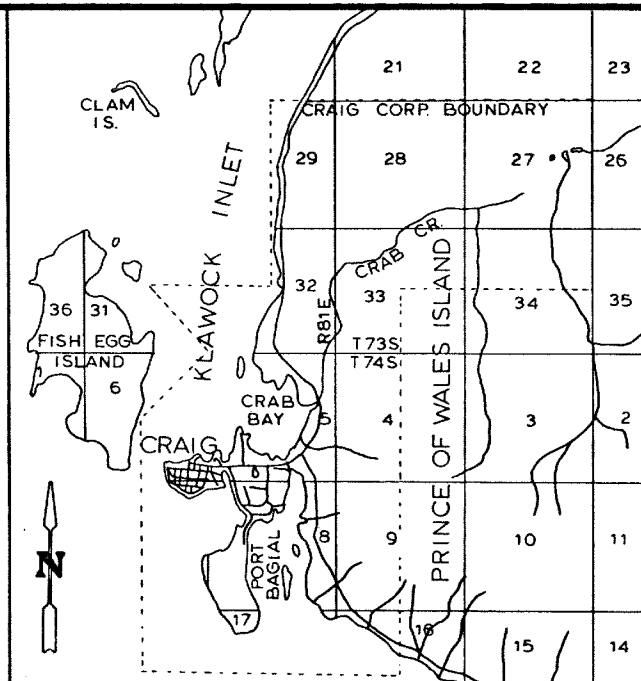 21 22 23
CLAM
IS.
CRAIG CORP. BOUNDARY
29 28 27 26
KLAWOCK INLET
CRAB CR.
36 31 32 33 34 35
R81E
FISH EGG
ISLAND
T73S
T74S
PRINCE OF WALES ISLAND
6
CRAB
BAY
5 4 3 2
CRAIG
N
8 9 10 11
PORT
BAGIAL
17 16 15 14